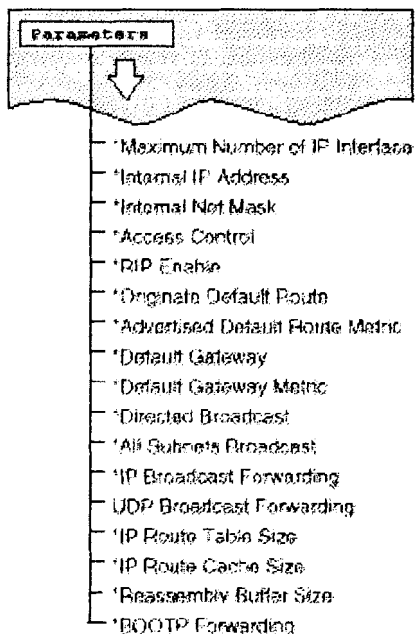 Parameters
*Maximum Number of IP Interface
*Internal IP Address
*Internal Net Mask
*Access Control
*RIP Enable
*Originate Default Route
*Advertised Default Route Metric
*Default Gateway
*Default Gateway Metric
*Directed Broadcast
*All Subnets Broadcast
*IP Broadcast Forwarding
UDP Broadcast Forwarding
*IP Route Table Size
*IP Route Cache Size
*Reassembly Buffer Size
*BOOTP Forwarding